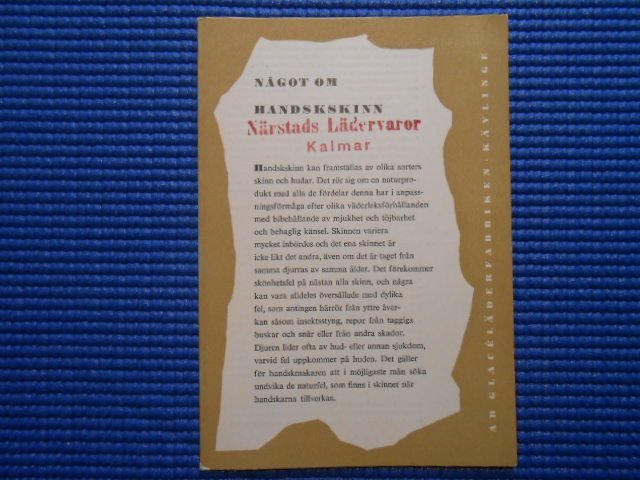 NÅGOT OM
HANDSKSKINN
Närstads Lädervaror
Kalmar
Handskskinn kan framställas av olika sorters
skinn och hudar. Det rör sig om en naturpro-
dukt med alla de fördelar denna har i anpass-
ningsförmåga efter olika väderleksförhållanden
med bibehållande av mjukhet och töjbarhet
och behaglig känsel. Skinnen variera
mycket inbördes och det ena skinnet är
icke likt det andra, även om det är taget från
samma djurras av samma ålder. Det förekommer
skönhetsfel på nästan alla skinn, och några
kan vara alldeles översållade med dylika
fel, som antingen härrör från yttre åver-
kan såsom insektsstyng, repor från taggiga
buskar och snår eller från andra skador.
Djuren lider ofta av hud- eller annan sjukdom,
varvid fel uppkommer på huden. Det gäller
för handskmakaren att i möjligaste mån söka
undvika de naturfel, som finns i skinnet när
handskarna tillverkas.
AB GLACÉLÄDERFABRIKEN · KÄVLINGE